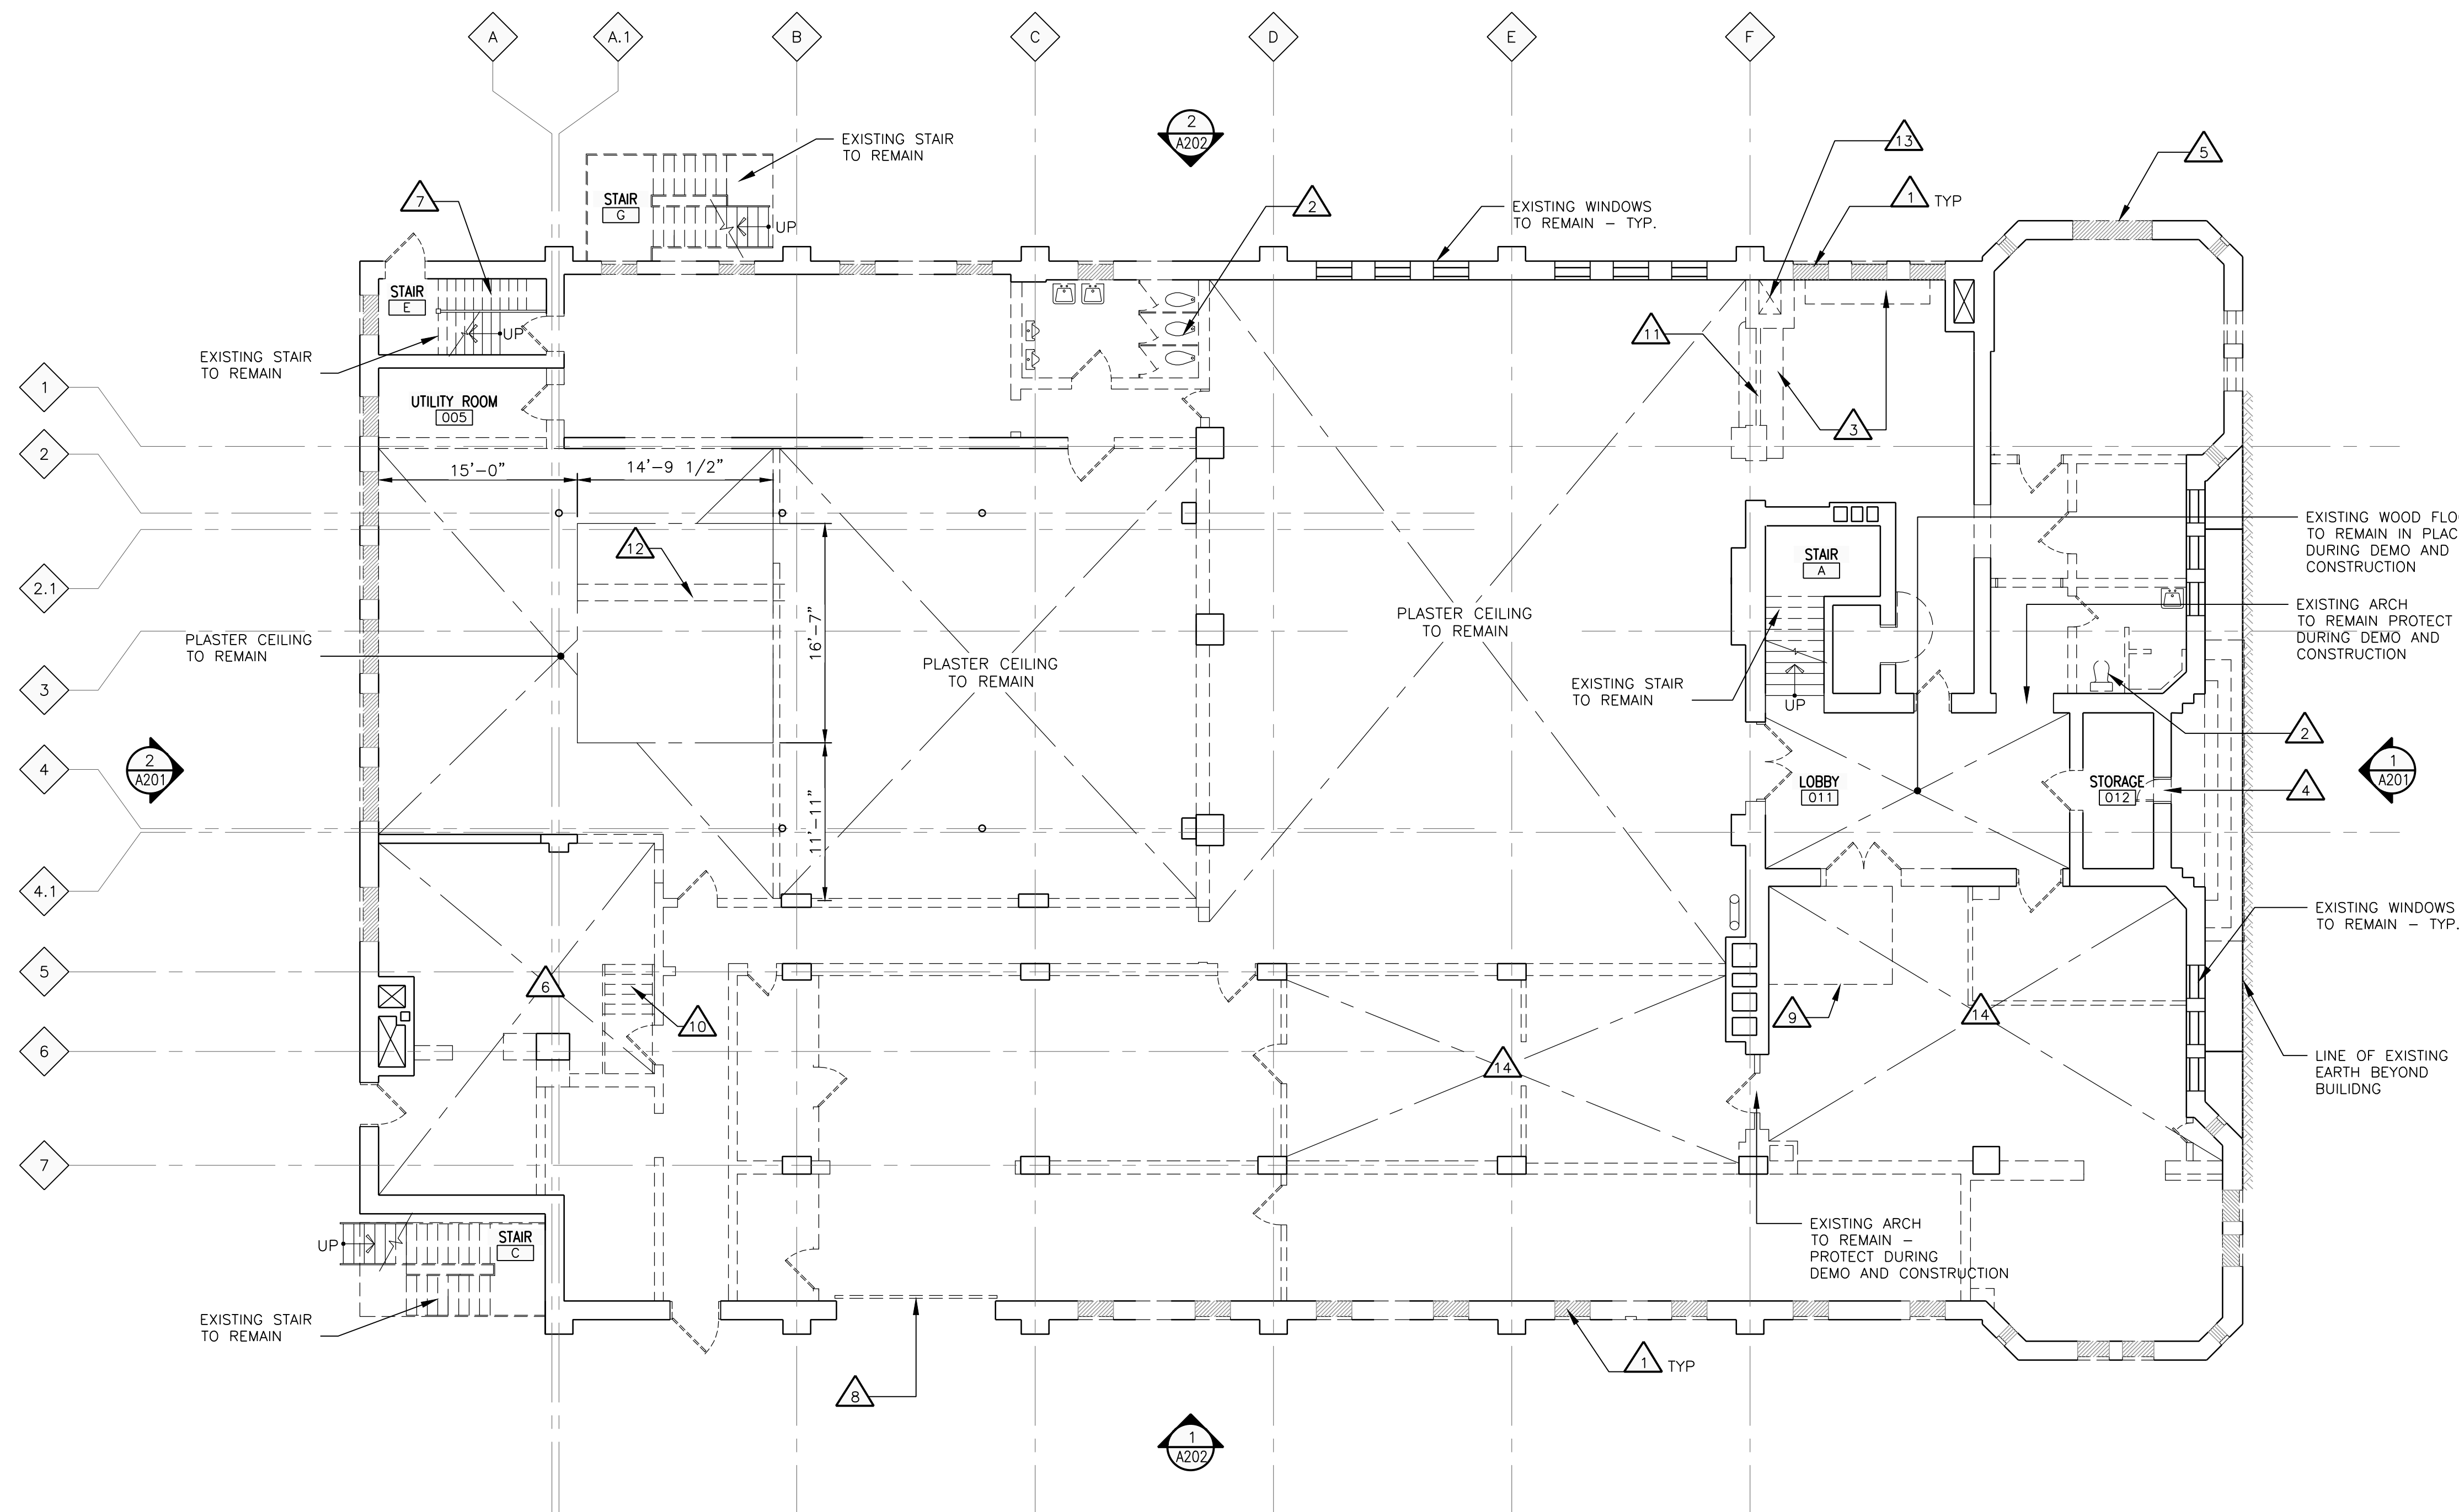 A
A.1
B
C
D
E
F
2
A202
EXISTING STAIR
TO REMAIN
13
5
7
STAIR
G
UP
2
EXISTING WINDOWS
TO REMAIN – TYP.
1 TYP
STAIR
E
UP
EXISTING STAIR
TO REMAIN
11
1
UTILITY ROOM
005
3
2
15'–0"
14'–9 1/2"
EXISTING WOOD FLO
TO REMAIN IN PLAC
DURING DEMO AND
CONSTRUCTION
12
STAIR
A
2.1
16'–7"
EXISTING ARCH
TO REMAIN PROTECT
DURING DEMO AND
CONSTRUCTION
PLASTER CEILING
TO REMAIN
PLASTER CEILING
TO REMAIN
PLASTER CEILING
TO REMAIN
3
EXISTING STAIR
TO REMAIN
UP
2
4
2
A201
LOBBY
011
STORAGE
012
4
1
A201
11'–11"
4.1
EXISTING WINDOWS
TO REMAIN – TYP.
5
6
10
9
14
6
14
LINE OF EXISTING
EARTH BEYOND
BUILIDNG
7
EXISTING ARCH
TO REMAIN –
PROTECT DURING
DEMO AND CONSTRUCTION
UP
STAIR
C
EXISTING STAIR
TO REMAIN
1 TYP
8
1
A202